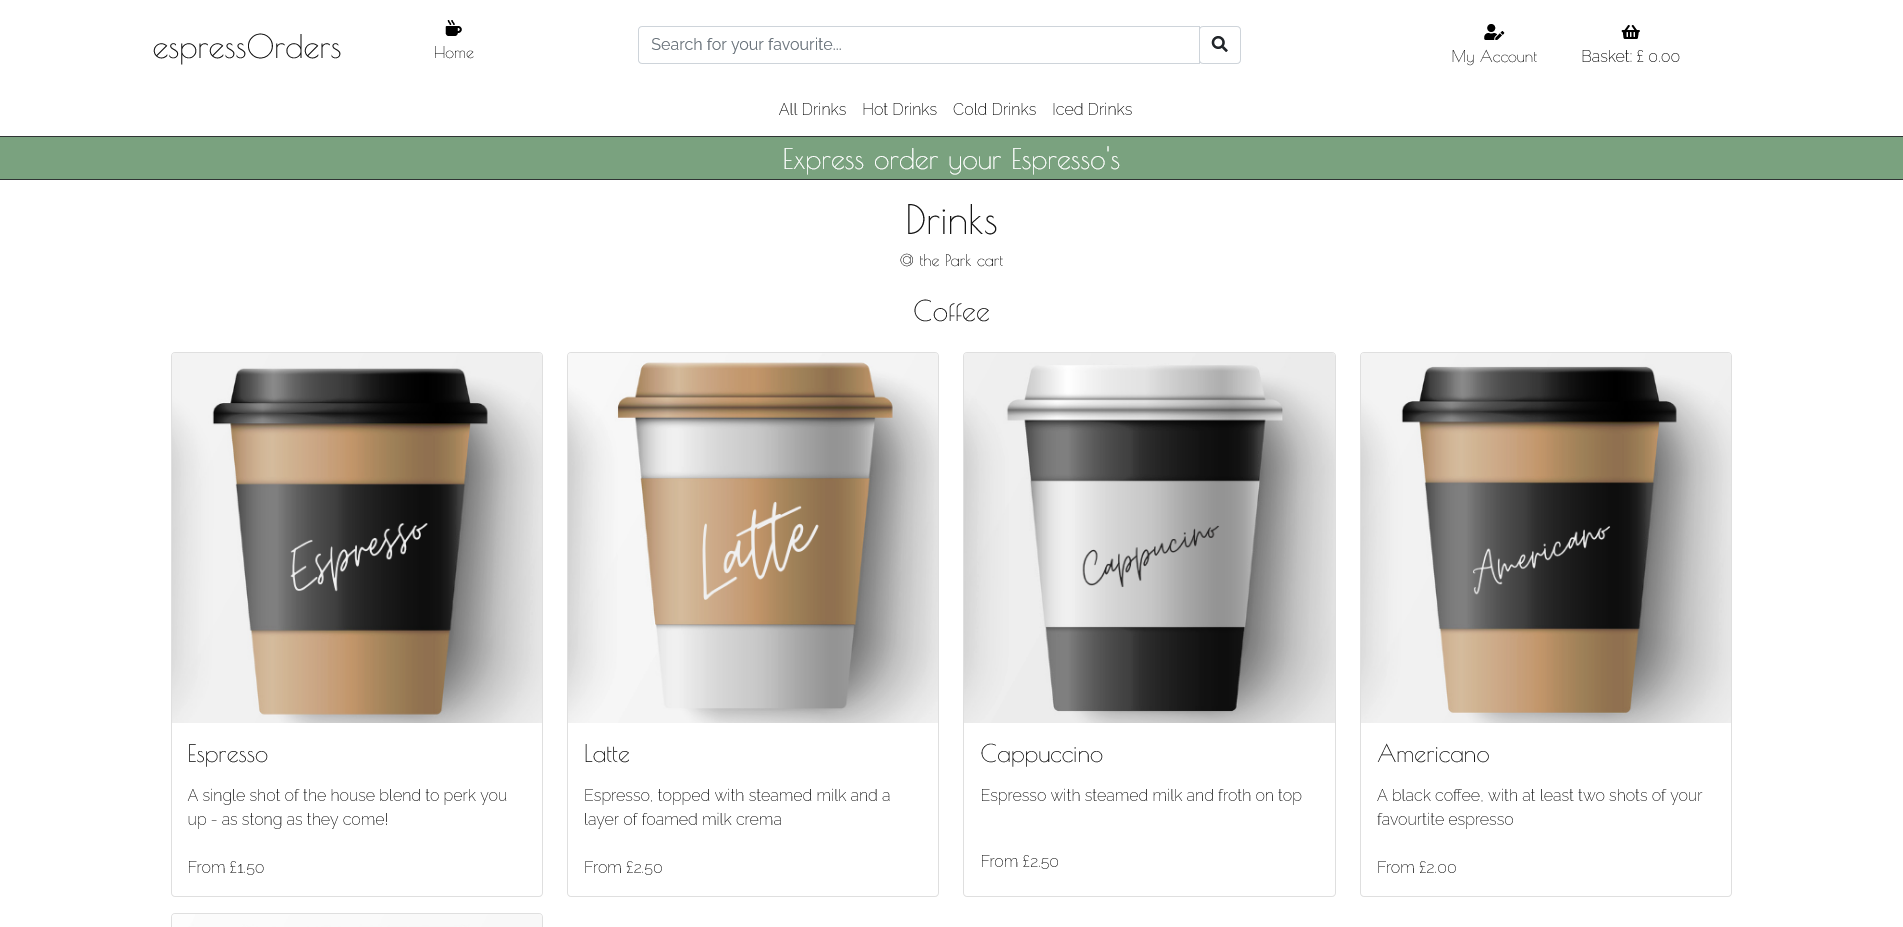 espressOrders
Home
Search for your favourite...
My Account
Basket: £ 0.00
All Drinks
Hot Drinks
Cold Drinks
Iced Drinks
Express order your Espresso's
Drinks
@ the Park cart
Coffee
Espresso
Latte
Cappucino
Americano
Espresso
A single shot of the house blend to perk you
up - as stong as they come!
From £1.50
Latte
Espresso, topped with steamed milk and a
layer of foamed milk crema
From £2.50
Cappuccino
Espresso with steamed milk and froth on top
From £2.50
Americano
A black coffee, with at least two shots of your
favourtite espresso
From £2.00